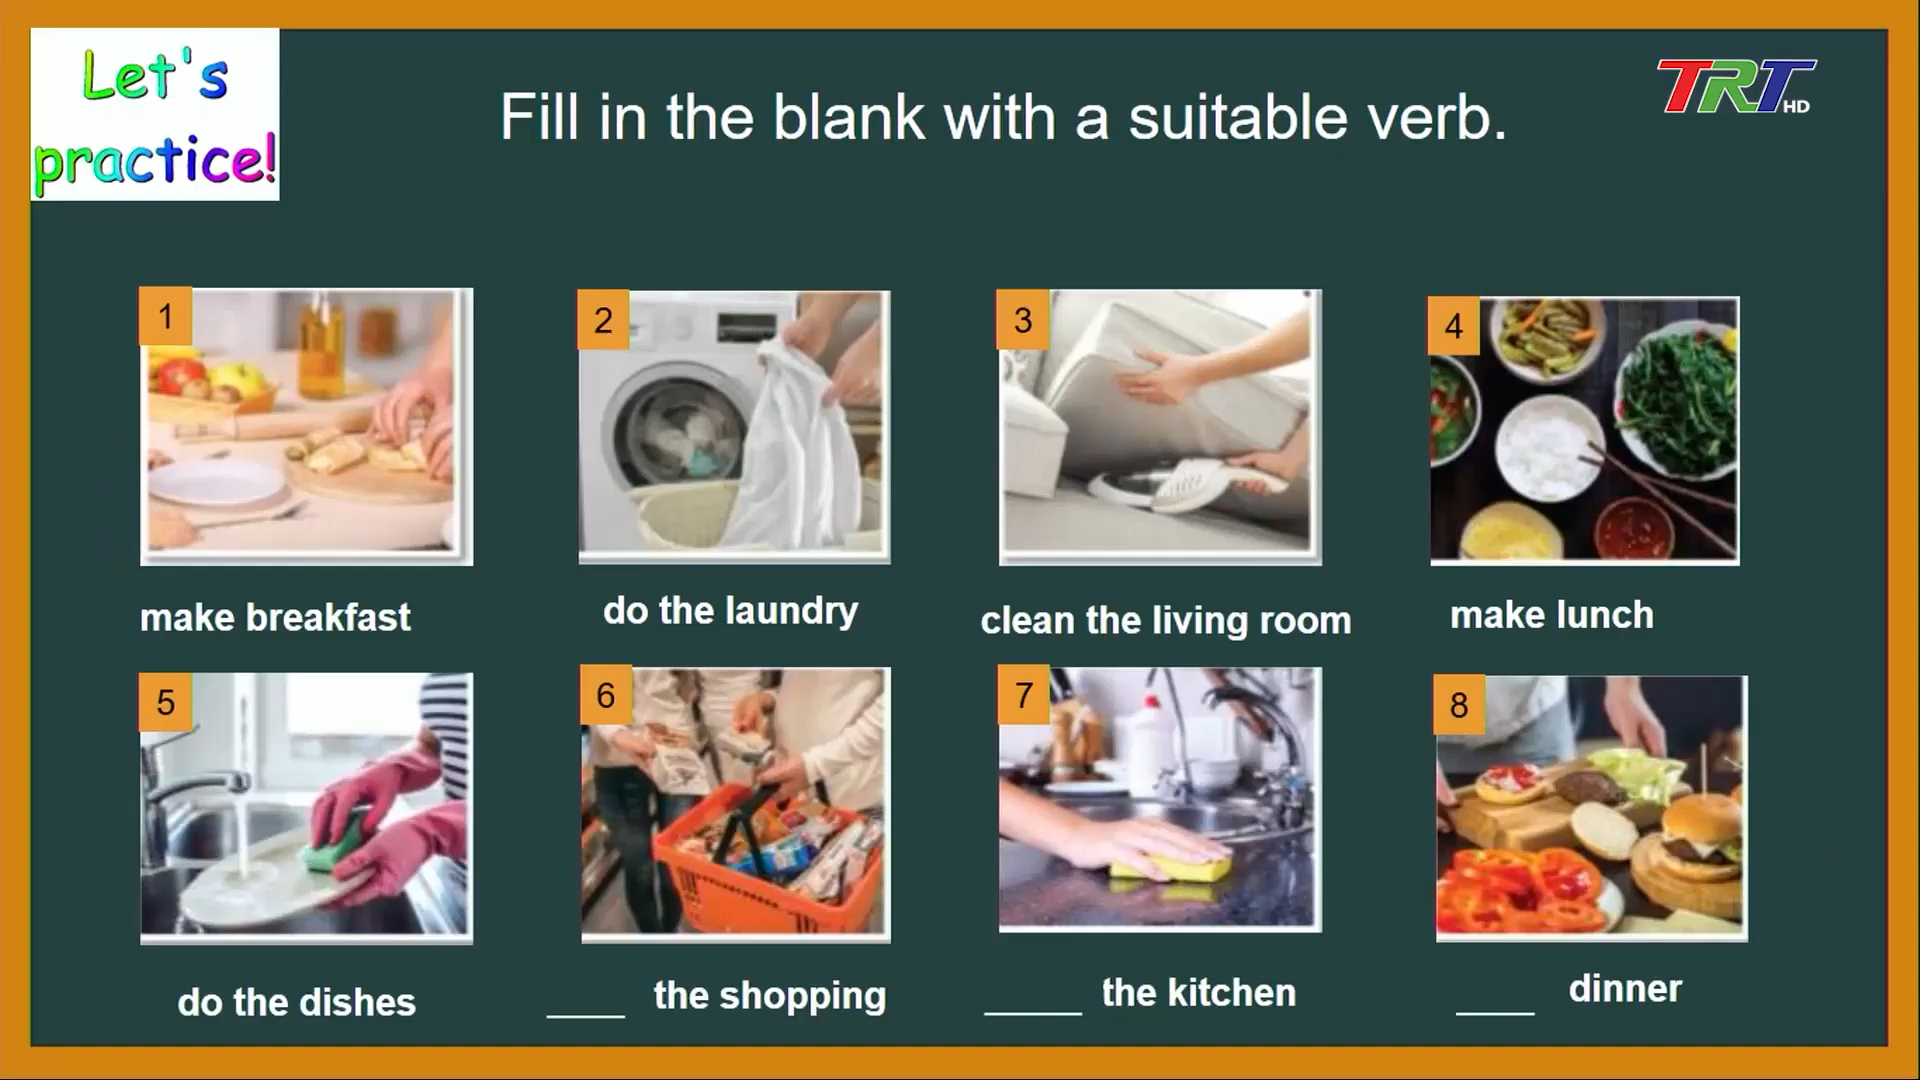 Let's
practice!
Fill in the blank with a suitable verb.
TRT HD
1
2
3
4
make breakfast
do the laundry
clean the living room
make lunch
5
6
7
8
do the dishes
____ the shopping
_____ the kitchen
____ dinner